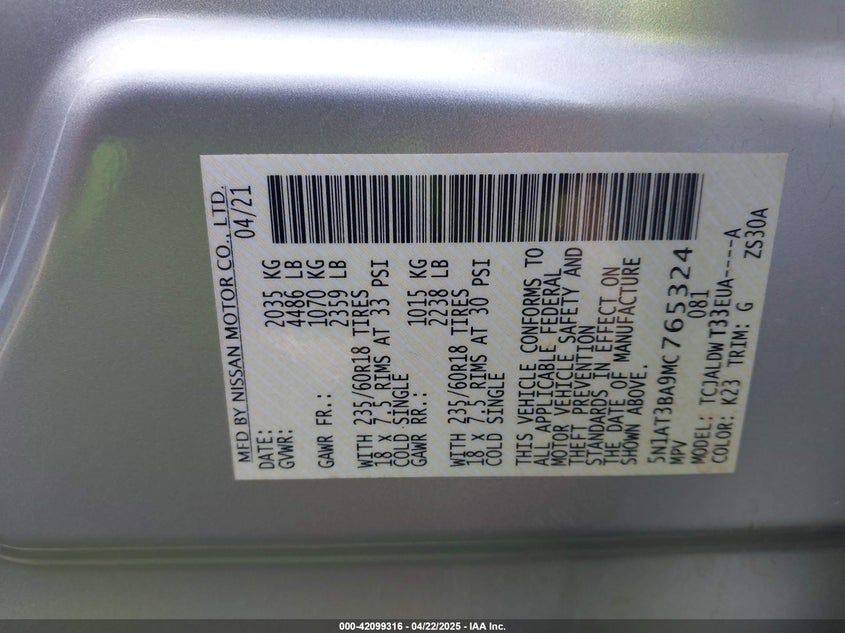 MFD BY NISSAN MOTOR CO., LTD.
DATE: 04/21
GVWR: 2035 KG
4486 LB
GAWR FR.: 1070 KG
2359 LB
WITH 235/60R18 TIRES
18 X 7.5 RIMS AT 33 PSI
COLD SINGLE
GAWR RR.: 1015 KG
2238 LB
WITH 235/60R18 TIRES
18 X 7.5 RIMS AT 30 PSI
COLD SINGLE
THIS VEHICLE CONFORMS TO
ALL APPLICABLE FEDERAL
MOTOR VEHICLE SAFETY AND
THEFT PREVENTION
STANDARDS IN EFFECT ON
THE DATE OF MANUFACTURE
SHOWN ABOVE.
5N1AT3BA9MC765324
MPV 081
MODEL: TCJALDWT33EUA----A
COLOR: K23 TRIM: G ZS30A
000-42099316 - 04/22/2025 - IAA Inc.